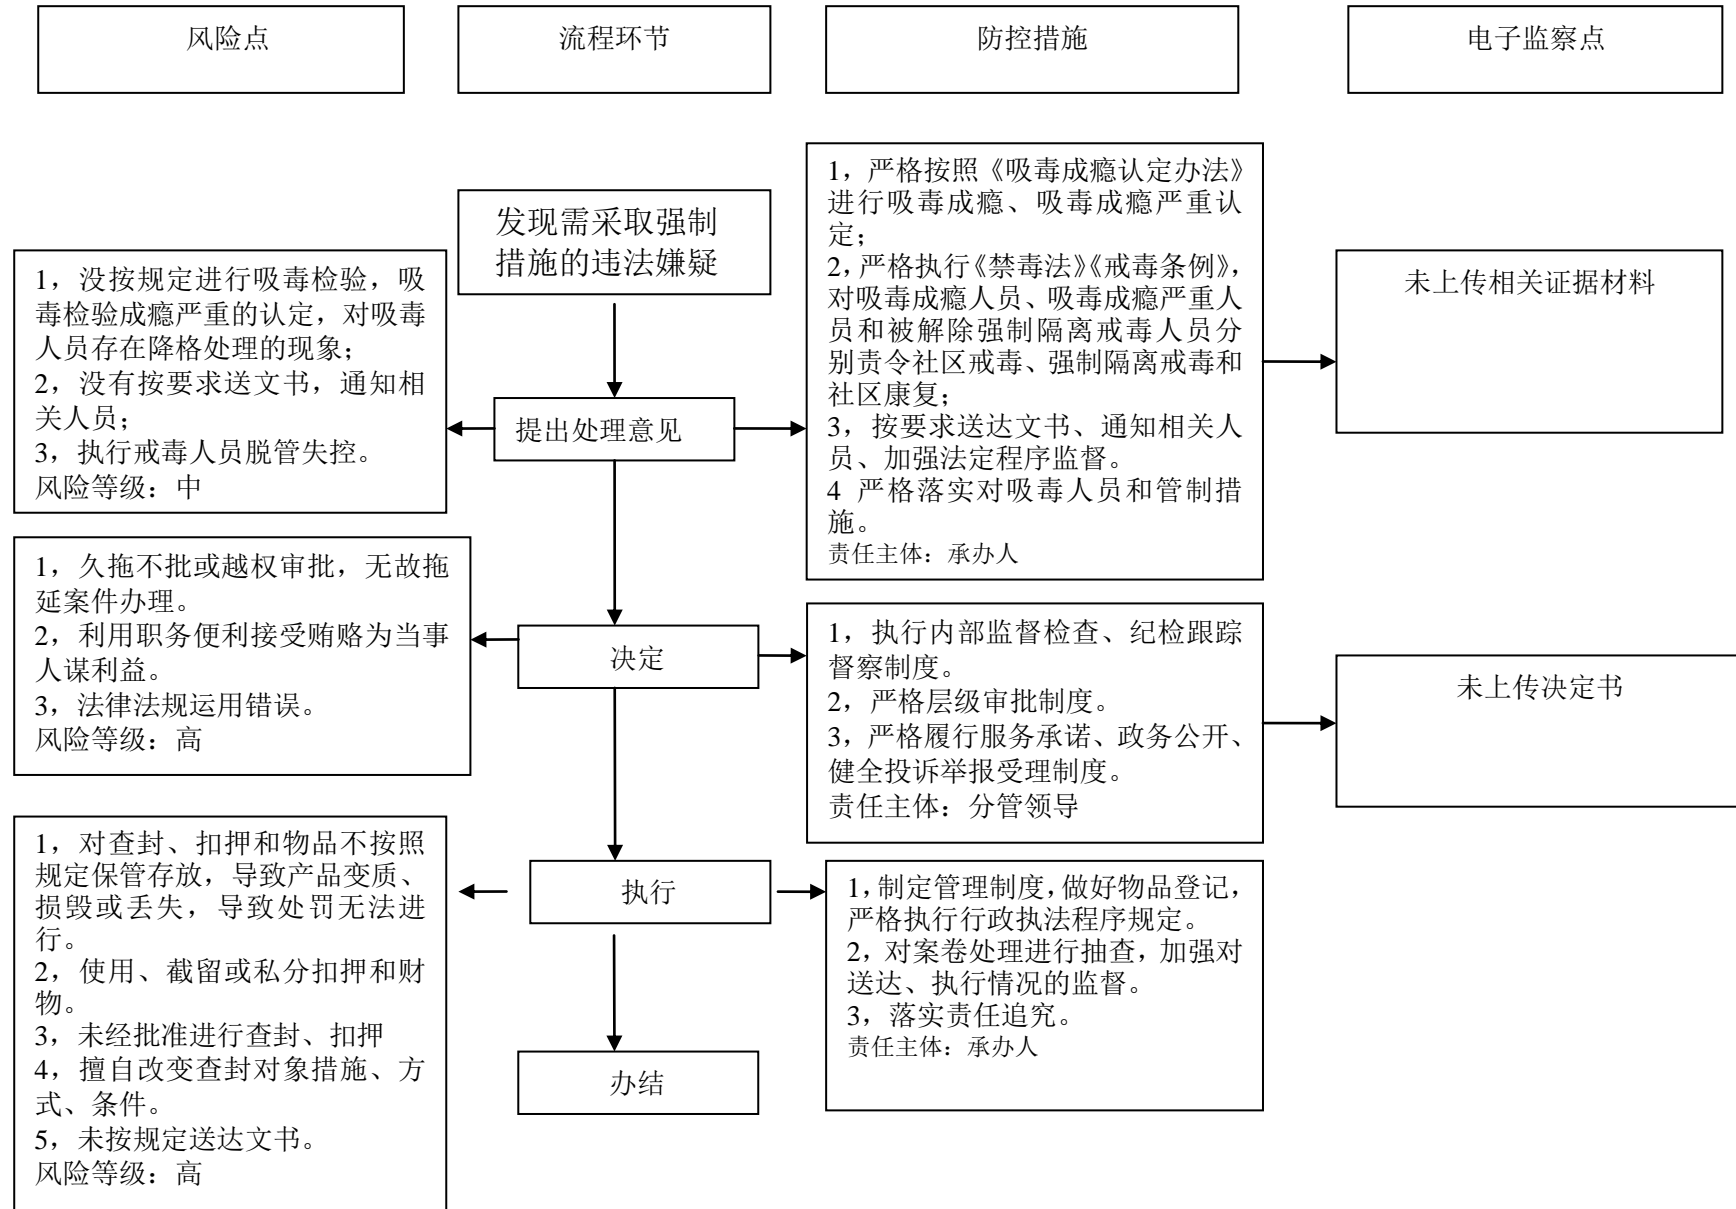 风险点
流程环节
防控措施
电子监察点
发现需采取强制
措施的违法嫌疑
1，没按规定进行吸毒检验，吸
毒检验成瘾严重的认定，对吸毒
人员存在降格处理的现象；
2，没有按要求送文书，通知相
关人员；
3，执行戒毒人员脱管失控。
风险等级：中
提出处理意见
1，严格按照《吸毒成瘾认定办法》
进行吸毒成瘾、吸毒成瘾严重认
定；
2，严格执行《禁毒法》《戒毒条例》，
对吸毒成瘾人员、吸毒成瘾严重人
员和被解除强制隔离戒毒人员分
别责令社区戒毒、强制隔离戒毒和
社区康复；
3，按要求送达文书、通知相关人
员、加强法定程序监督。
4 严格落实对吸毒人员和管制措
施。
责任主体：承办人
未上传相关证据材料
1，久拖不批或越权审批，无故拖
延案件办理。
2，利用职务便利接受贿赂为当事
人谋利益。
3，法律法规运用错误。
风险等级：高
决定
1，执行内部监督检查、纪检跟踪
督察制度。
2，严格层级审批制度。
3，严格履行服务承诺、政务公开、
健全投诉举报受理制度。
责任主体：分管领导
未上传决定书
1，对查封、扣押和物品不按照
规定保管存放，导致产品变质、
损毁或丢失，导致处罚无法进
行。
2，使用、截留或私分扣押和财
物。
3，未经批准进行查封、扣押
4，擅自改变查封对象措施、方
式、条件。
5，未按规定送达文书。
风险等级：高
执行
1，制定管理制度，做好物品登记，
严格执行行政执法程序规定。
2，对案卷处理进行抽查，加强对
送达、执行情况的监督。
3，落实责任追究。
责任主体：承办人
办结